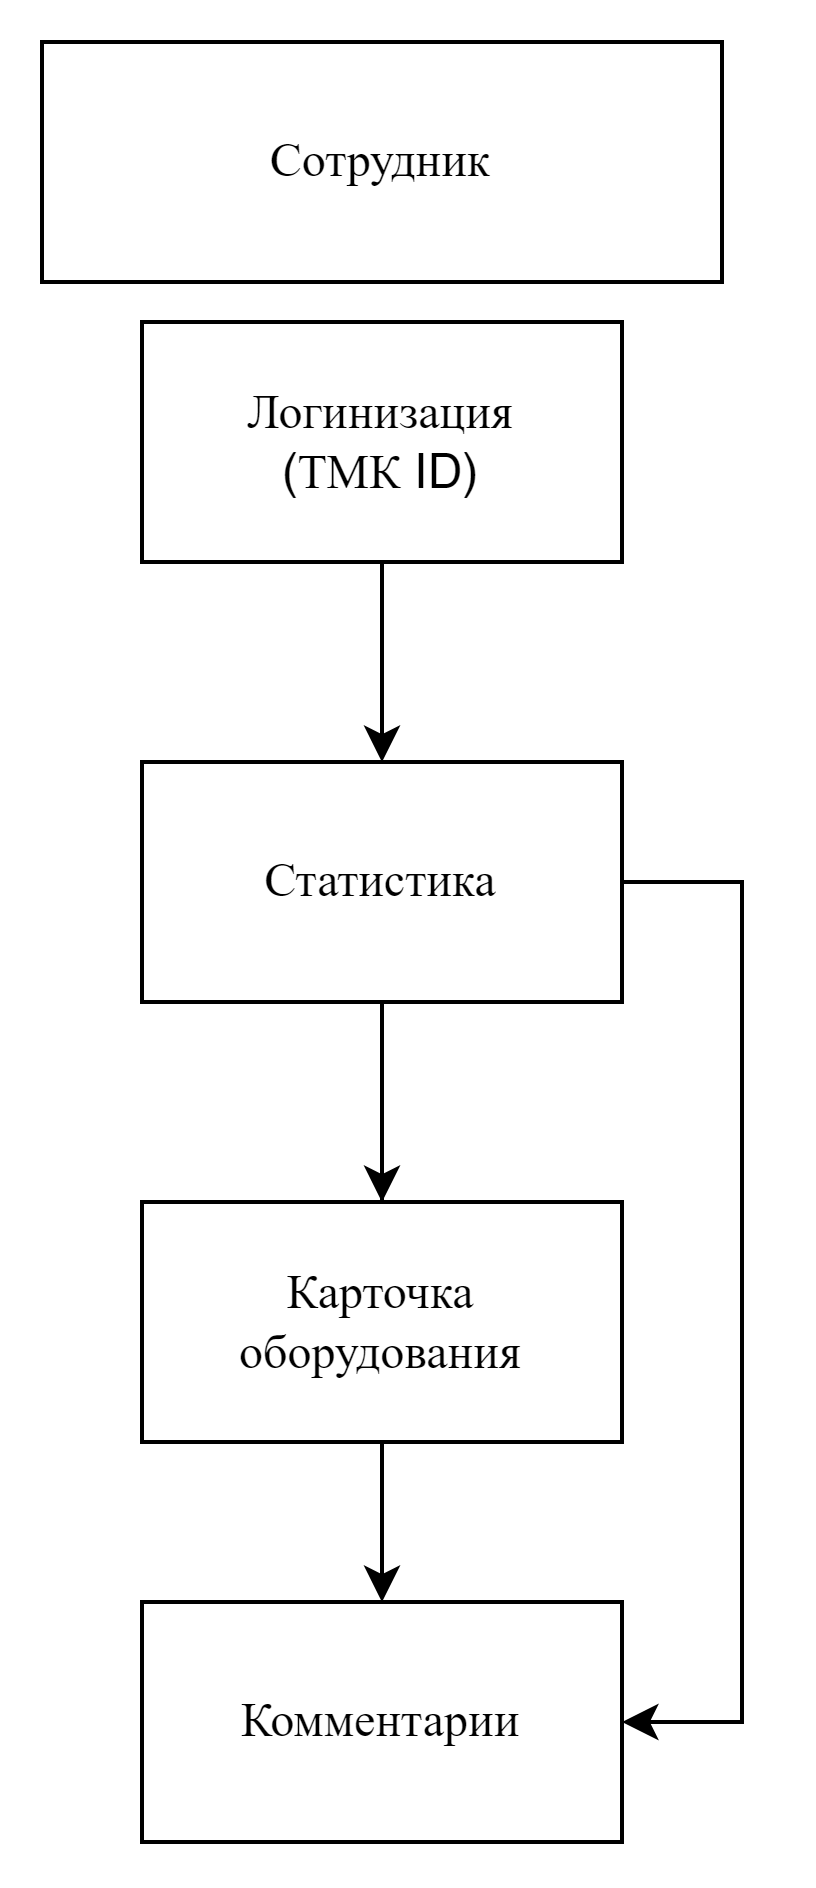 Сотрудник
Логинизация
(ТМК ID)
Статистика
Карточка
оборудования
Комментарии